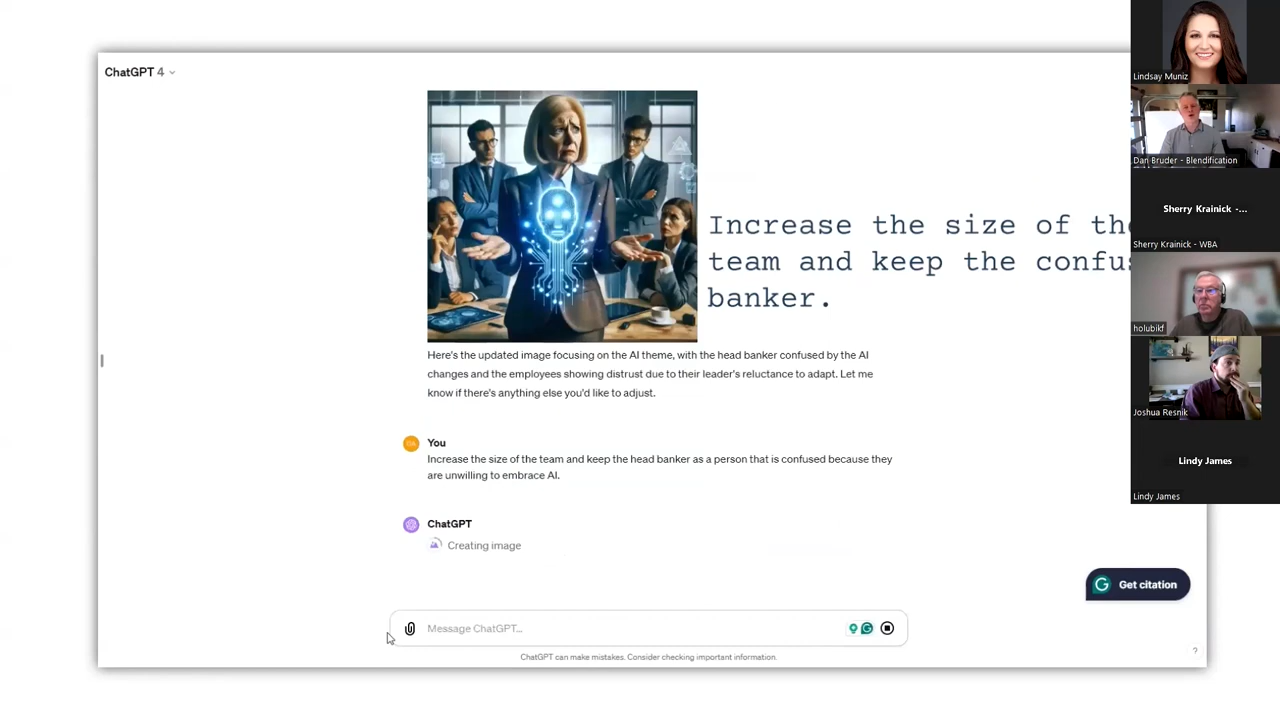 ChatGPT 4
Increase the size of the
team and keep the
banker.
Here's the updated image focusing on the AI theme, with the head banker confused by the AI
changes and the employees showing distrust due to their leader's reluctance to adapt. Let me
know if there's anything else you'd like to adjust.
You
Increase the size of the team and keep the head banker as a person that is confused because they
are unwilling to embrace AI.
ChatGPT
Creating image
Get citation
Message ChatGPT...
ChatGPT can make mistakes. Consider checking important information.
?
Lindsay Muniz
Dan Bruder - Blendification
Sherry Krainick -...
Sherry Krainick - WBA
holubikf
Joshua Resnik
Lindy James
Lindy James